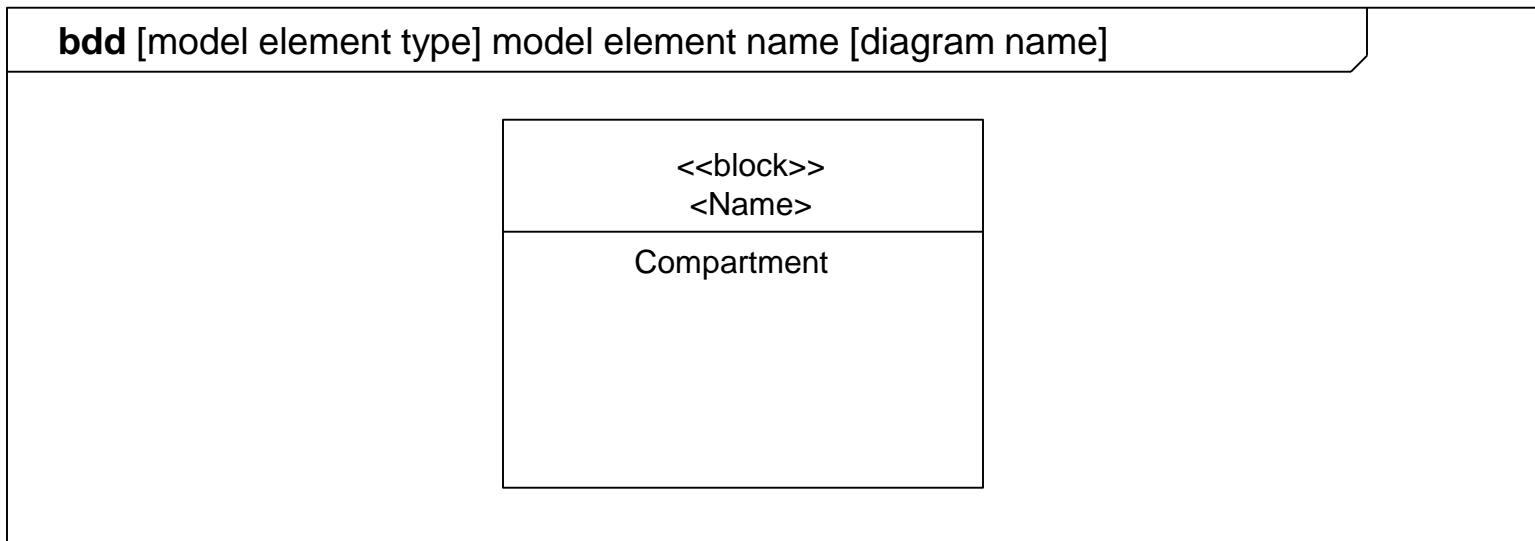 bdd [model element type] model element name [diagram name]
<<block>>
<Name>
Compartment